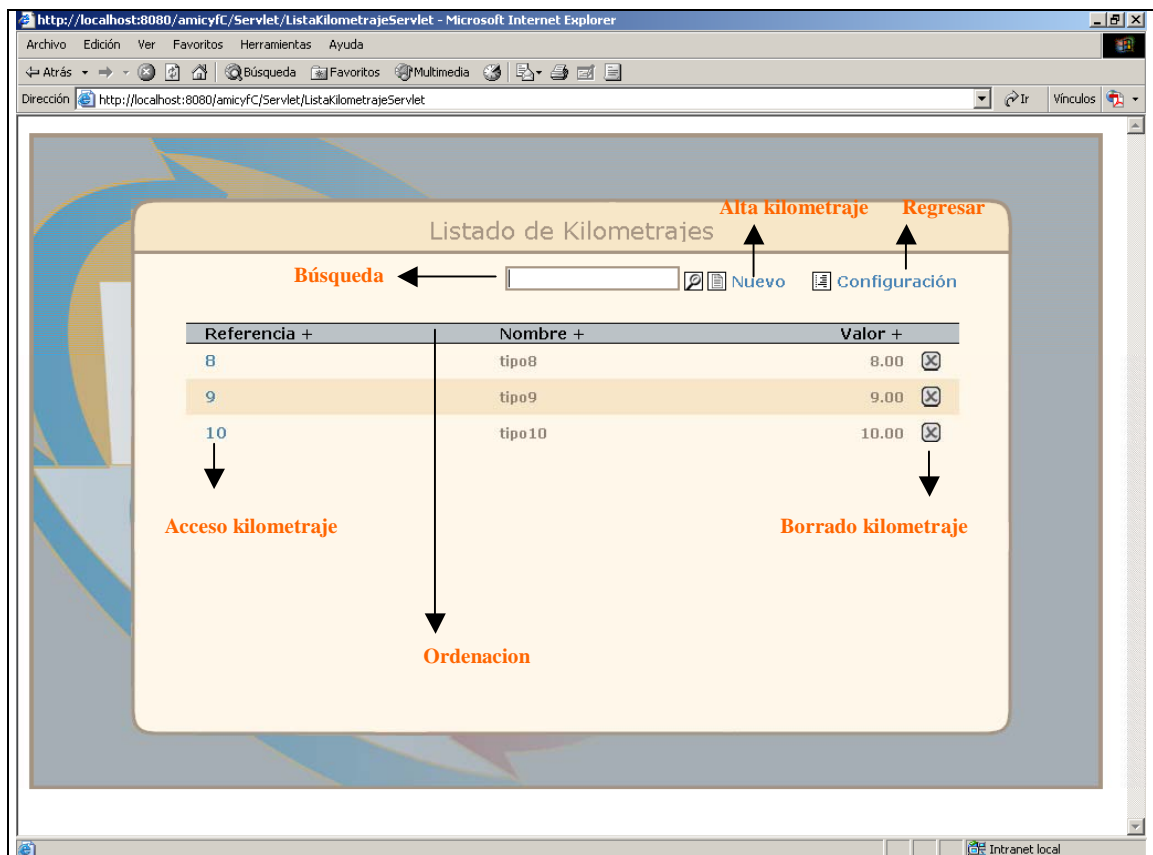 http://localhost:8080/amicyfC/Servlet/ListaKilometrajeServlet - Microsoft Internet Explorer
Archivo Edición Ver Favoritos Herramientas Ayuda
Atrás Búsqueda Favoritos Multimedia
Dirección http://localhost:8080/amicyfC/Servlet/ListaKilometrajeServlet Ir Vínculos
Alta kilometraje Regresar
Listado de Kilometrajes
Búsqueda Nuevo Configuración
Referencia + Nombre + Valor +
8 tipo8 8.00
9 tipo9 9.00
10 tipo10 10.00
Acceso kilometraje Borrado kilometraje
Ordenacion
Intranet local